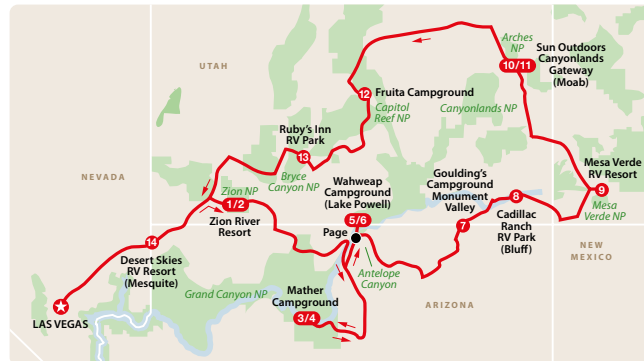 Arches
NP
10/11
Sun Outdoors
Canyonlands
Gateway
(Moab)
UTAH
12
Fruita Campground
Capitol
Reef NP
Canyonlands NP
Ruby's Inn
RV Park
13
Bryce
Canyon NP
Mesa Verde
RV Resort
9
Mesa
Verde NP
NEVADA
Zion NP
1/2
Zion River
Resort
Wahweap
Campground
(Lake Powell)
5/6
Page
Goulding's
Campground
Monument
Valley
7
8
Cadillac
Ranch
RV Park
(Bluff)
NEW
MEXICO
14
Desert Skies
RV Resort
(Mesquite)
Antelope
Canyon
Grand Canyon NP
Mather
Campground
3/4
ARIZONA
LAS VEGAS